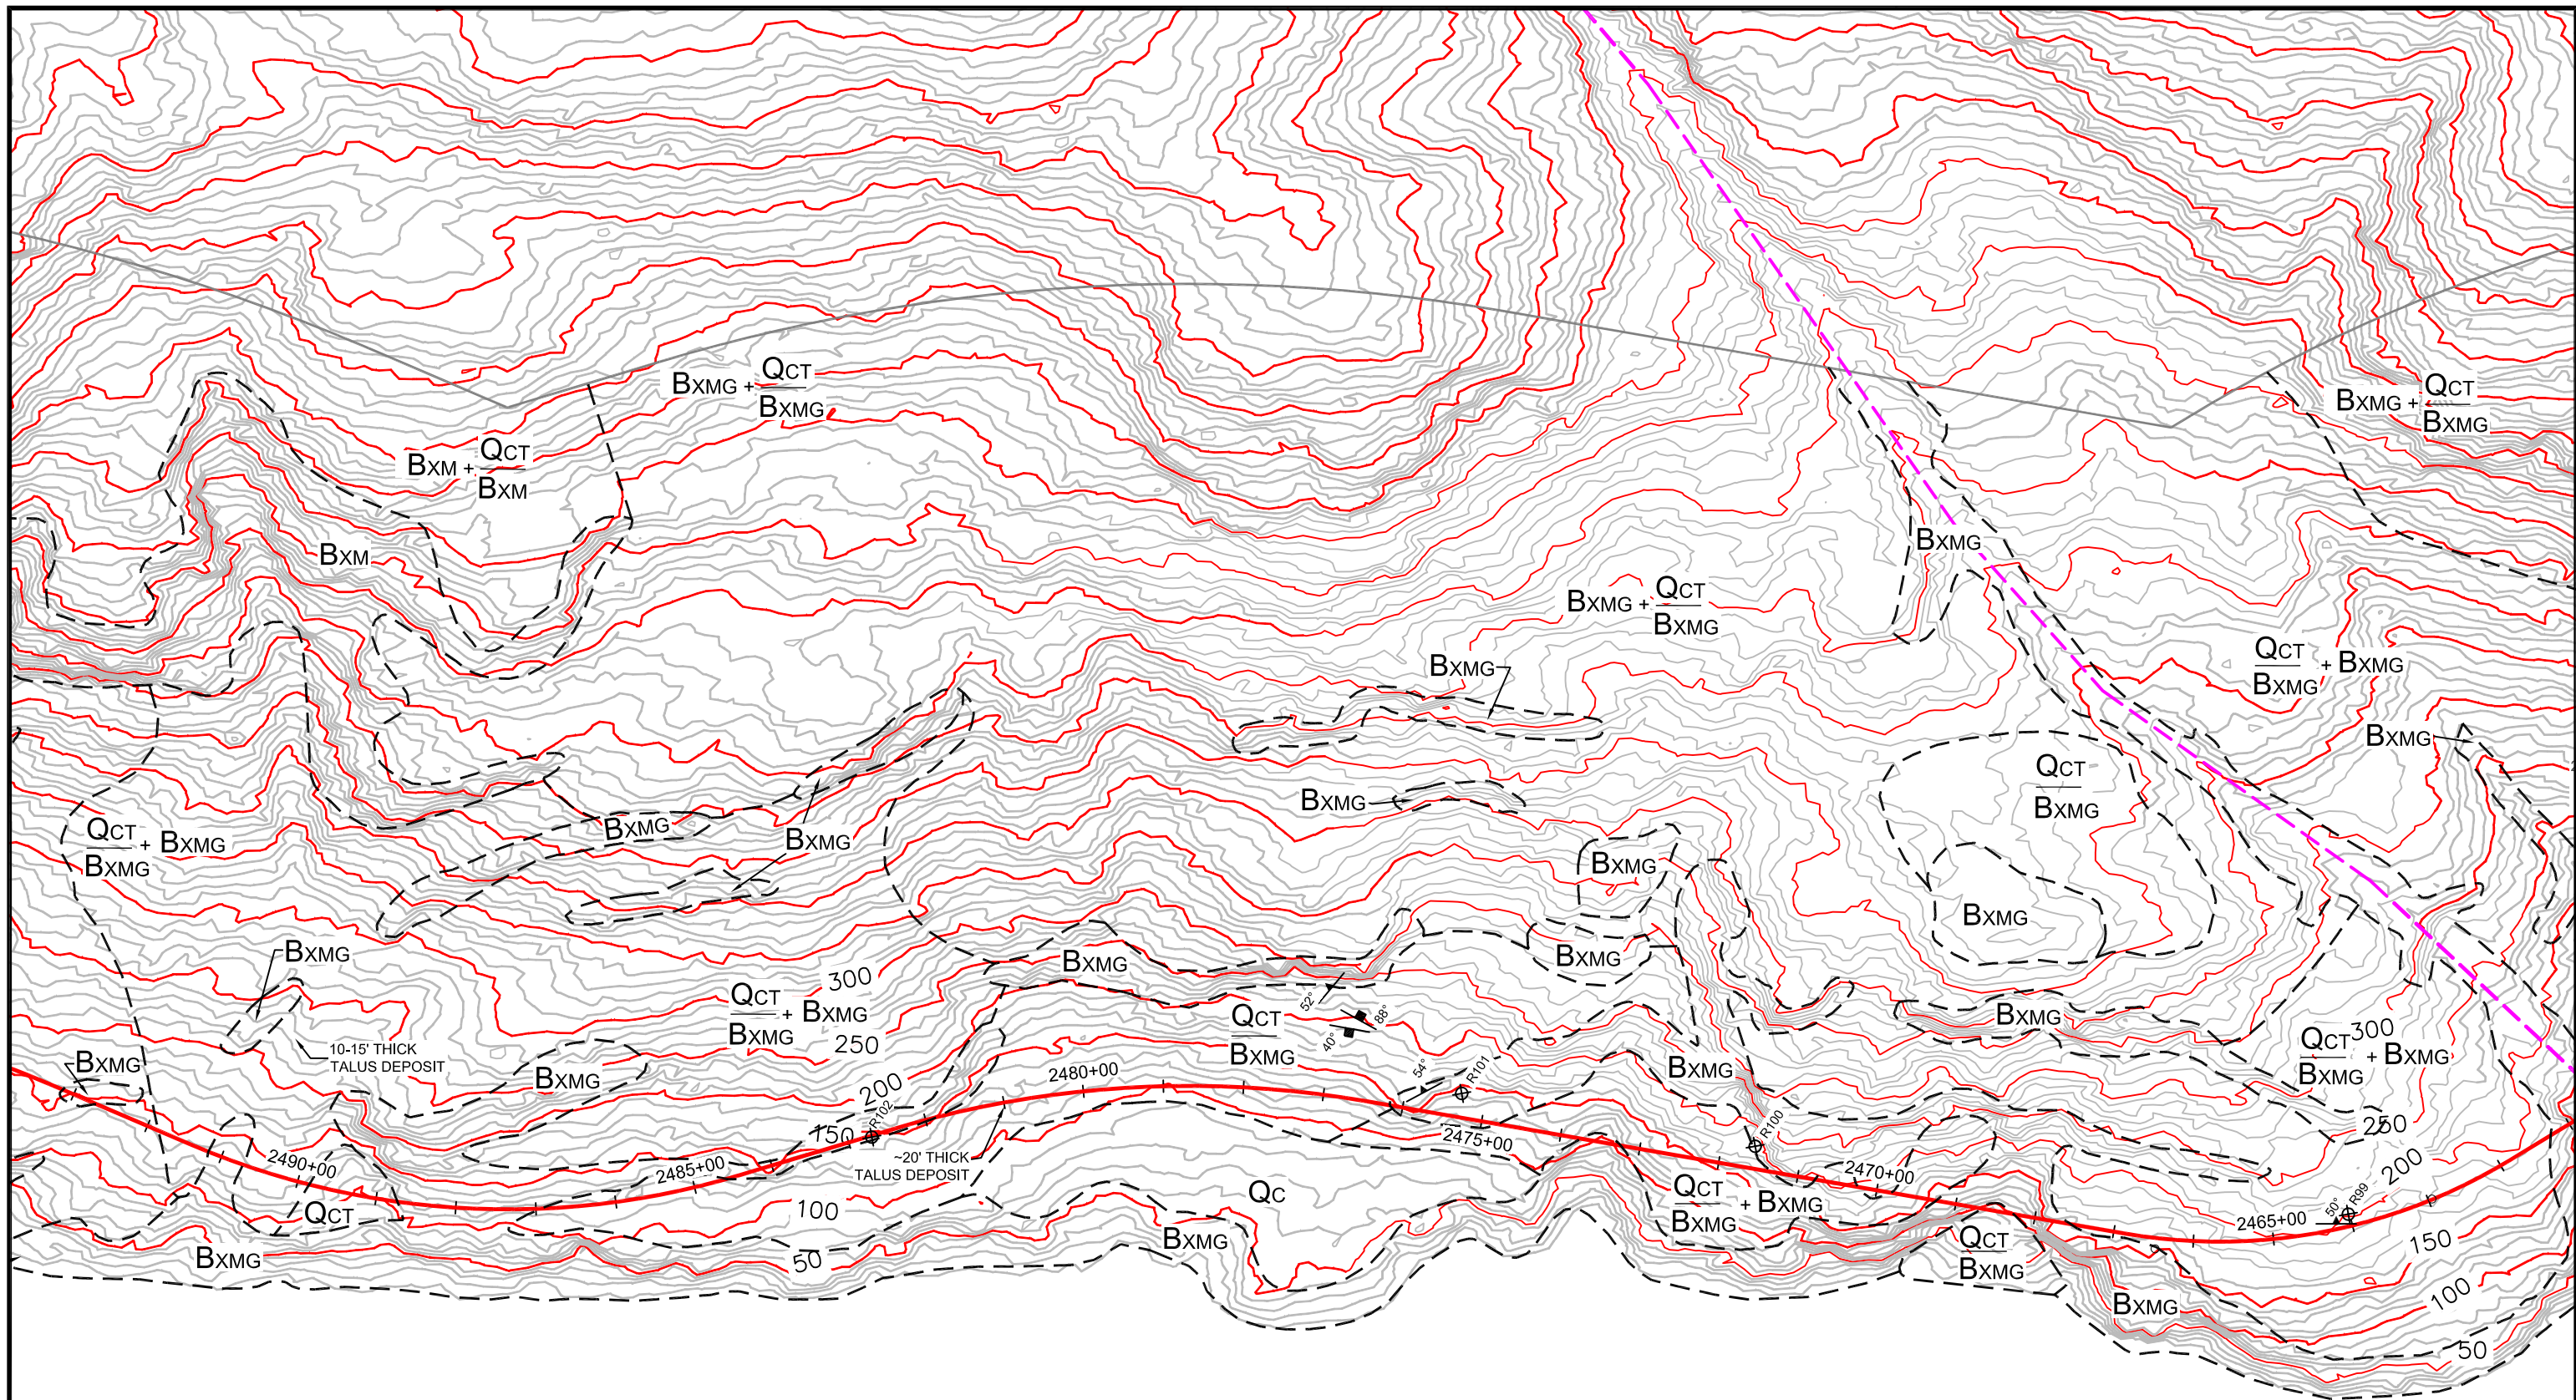 QCT
BXMG + BXMG
QCT
BXMG + BXMG
QCT
BXM + BXM
BXM
BXMG
QCT
BXMG + BXMG
QCT + BXMG
BXMG
BXMG
BXMG
QCT
BXMG
BXMG
BXMG
BXMG
QCT + BXMG
BXMG
BXMG
BXMG
BXMG
BXMG
BXMG
BXMG
300
QCT + BXMG
BXMG
250
52°
88°
40°
QCT
BXMG
BXMG
300
QCT + BXMG
BXMG
10-15' THICK
TALUS DEPOSIT
BXMG
BXMG
200
2480+00
54°
R101
BXMG
250
R102
150
R100
2475+00
2490+00
2485+00
~20' THICK
TALUS DEPOSIT
2470+00
200
QCT
100
QC
QCT + BXMG
BXMG
50°
R99
2465+00
BXMG
50
BXMG
QCT
BXMG
150
100
BXMG
50